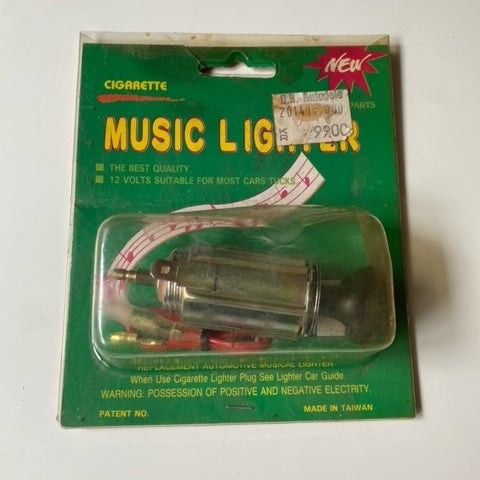 NEW
CIGARETTE
PARTS
MUSIC LIGHTER
THE BEST QUALITY
12 VOLTS SUITABLE FOR MOST CARS TUCKS.
REPLACEMENT AUTOMOTIVE MUSICAL LIGHTER
When Use Cigarette Lighter Plug See Lighter Car Guide.
WARNING: POSSESSION OF POSITIVE AND NEGATIVE ELECTRITY.
PATENT NO.
MADE IN TAIWAN